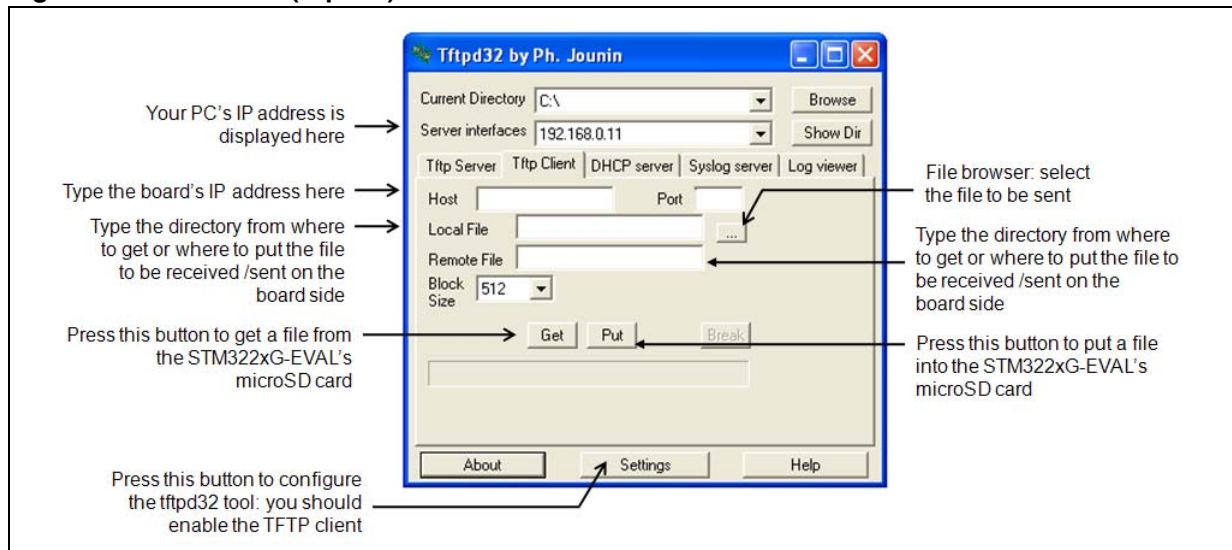 Tftpd32 by Ph. Jounin
Current Directory C:\ Browse
Server interfaces 192.168.0.11 Show Dir
Tftp Server Tftp Client DHCP server Syslog server Log viewer
Host Port
Local File ...
Remote File
Block
Size 512
Get Put Break
About Settings Help
Your PC's IP address is
displayed here
Type the board's IP address here
Type the directory from where
to get or where to put the file
to be received /sent on the
board side
Press this button to get a file from
the STM322xG-EVAL's
microSD card
Press this button to configure
the tftpd32 tool: you should
enable the TFTP client
File browser: select
the file to be sent
Type the directory from where
to get or where to put the file to
be received /sent on the
board side
Press this button to put a file
into the STM322xG-EVAL's
microSD card